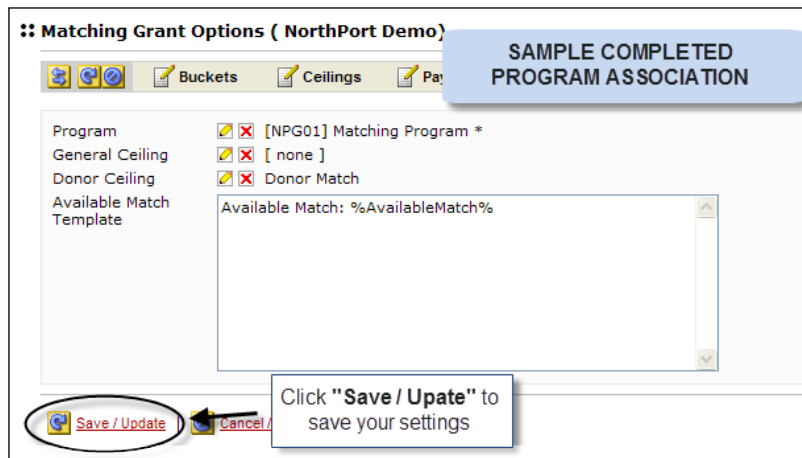 :: Matching Grant Options ( NorthPort Demo)
SAMPLE COMPLETED
PROGRAM ASSOCIATION
Buckets Ceilings
Program [NPG01] Matching Program *
General Ceiling [ none ]
Donor Ceiling Donor Match
Available Match
Template
Available Match: %AvailableMatch%
Click "Save / Upate" to
save your settings
Save / Update Cancel /